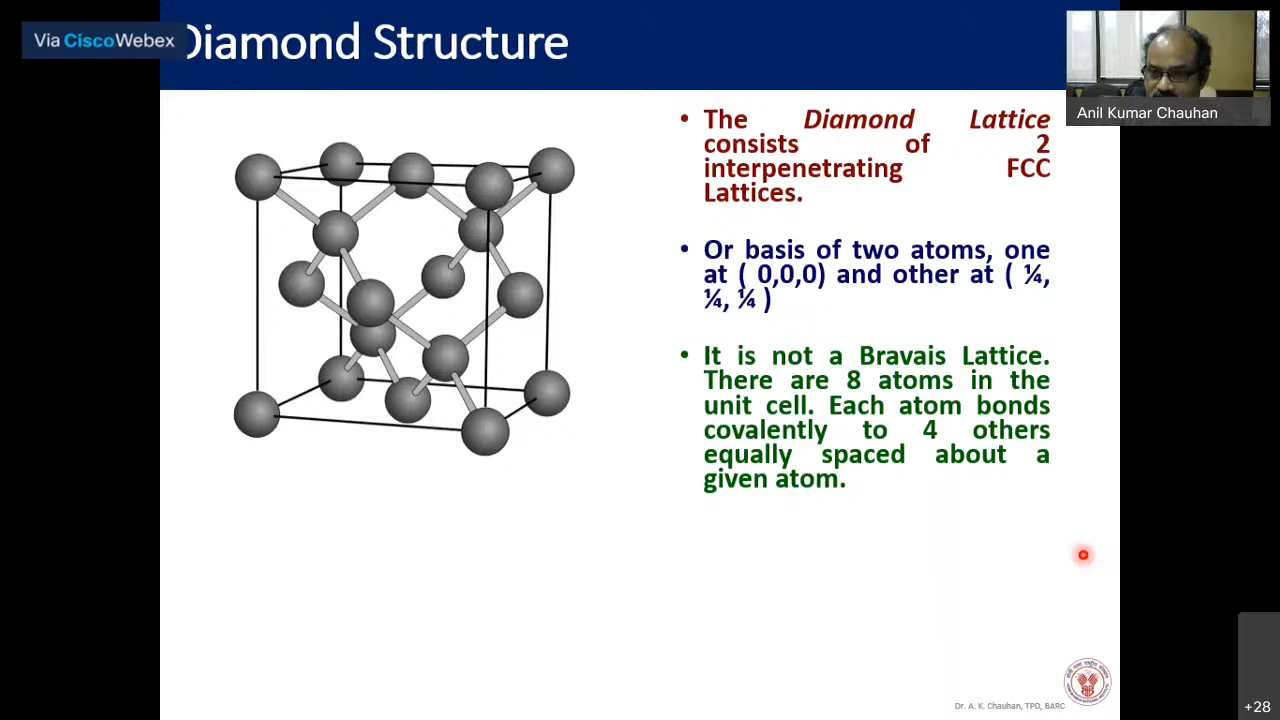 Via CiscoWebex
Diamond Structure
Anil Kumar Chauhan
• The Diamond Lattice
consists of 2
interpenetrating FCC
Lattices.
• Or basis of two atoms, one
at ( 0,0,0) and other at ( ¼,
¼, ¼ )
• It is not a Bravais Lattice.
There are 8 atoms in the
unit cell. Each atom bonds
covalently to 4 others
equally spaced about a
given atom.
Dr. A. K. Chauhan, TPD, BARC
+28